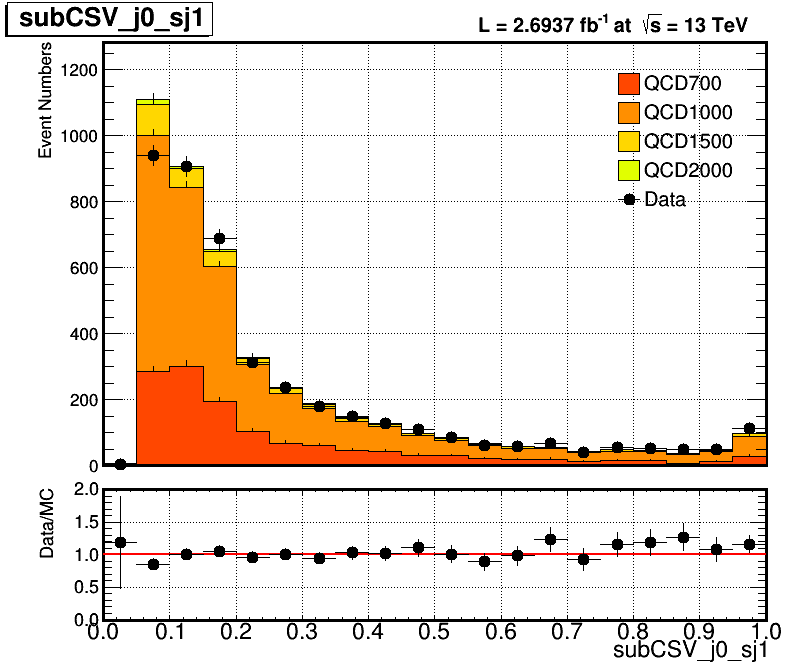 subCSV_j0_sj1
L = 2.6937 fb⁻¹ at √s = 13 TeV
Event Numbers
1200
1000
800
600
400
200
0
QCD700
QCD1000
QCD1500
QCD2000
Data
Data/MC
2.0
1.5
1.0
0.5
0.0
0.0 0.1 0.2 0.3 0.4 0.5 0.6 0.7 0.8 0.9 1.0
subCSV_j0_sj1